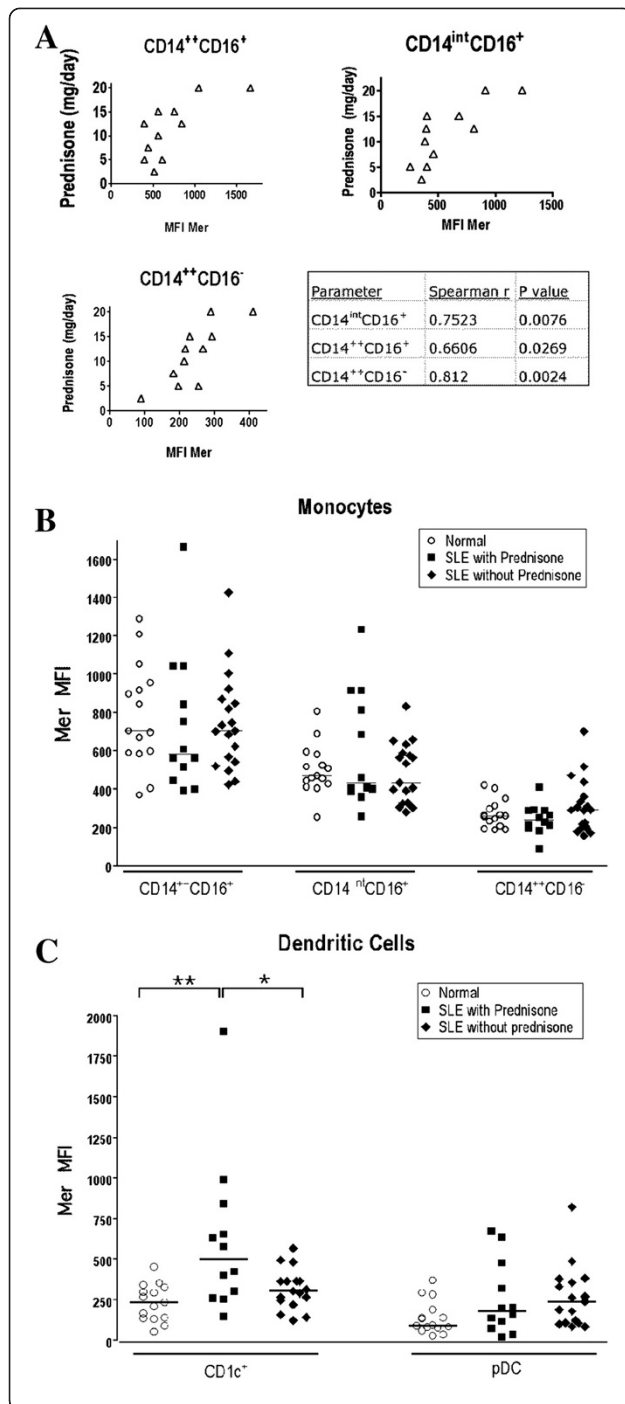 A
CD14++CD16+
Prednisone (mg/day)
20
15
10
5
0
0 500 1000 1500
MFI Mer
CD14intCD16+
Prednisone (mg/day)
20
15
10
5
0
0 500 1000 1500
MFI Mer
CD14++CD16-
Prednisone (mg/day)
20
15
10
5
0
0 100 200 300 400
MFI Mer
Parameter Spearman r P value
CD14intCD16+ 0.7523 0.0076
CD14++CD16+ 0.6606 0.0269
CD14++CD16- 0.812 0.0024
B
Monocytes
Normal
SLE with Prednisone
SLE without Prednisone
Mer MFI
1600
1400
1200
1000
800
600
400
200
0
CD14+–CD16+ CD14 ntCD16+ CD14++CD16-
C
Dendritic Cells
** *
Normal
SLE with Prednisone
SLE without prednisone
Mer MFI
2000
1750
1500
1250
1000
750
500
250
0
CD1c+ pDC